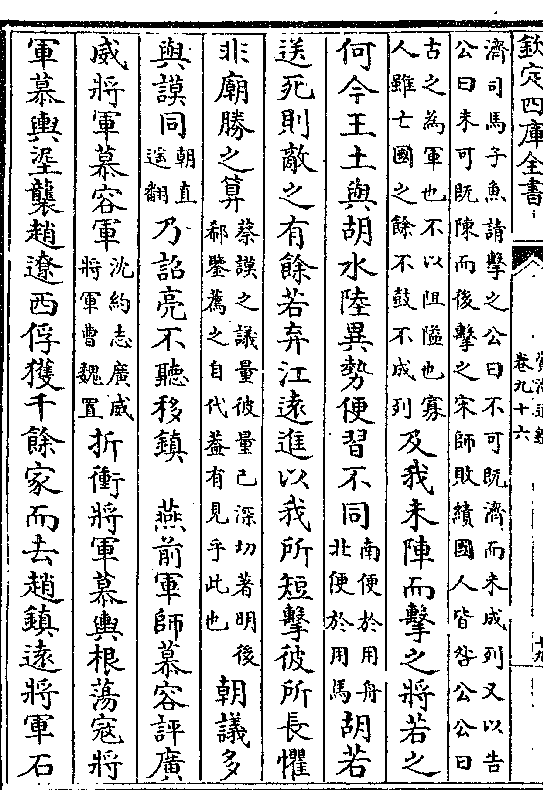 欽定四庫全書
卷九十六
濟司馬子魚請擊之公曰不可既濟而未成列又以告
公曰未可既陳而後擊之宋師敗績國人皆咎公公曰
古之為軍也不以阻隘也寡
人雖亡國之餘不鼓不成列
及我未陣而擊之將若之
何今王土與胡水陸異勢便習不同
南便於用舟
北便於用馬
胡若
送死則敵之有餘若弃江遠進以我所短擊彼所長懼
非廟勝之算
蔡謨之議量彼量己深切著明後
郗鑒薦之自代葢有見乎此也
朝議多
與謨同
朝直
遙翻
乃詔亮不聽移鎮　燕前軍師慕容評廣
威將軍慕容軍
沈約志廣威
將軍曹魏置
折衝將軍慕輿根蕩寇將
軍慕輿埿襲趙遼西俘獲千餘家而去趙鎮遠將軍石